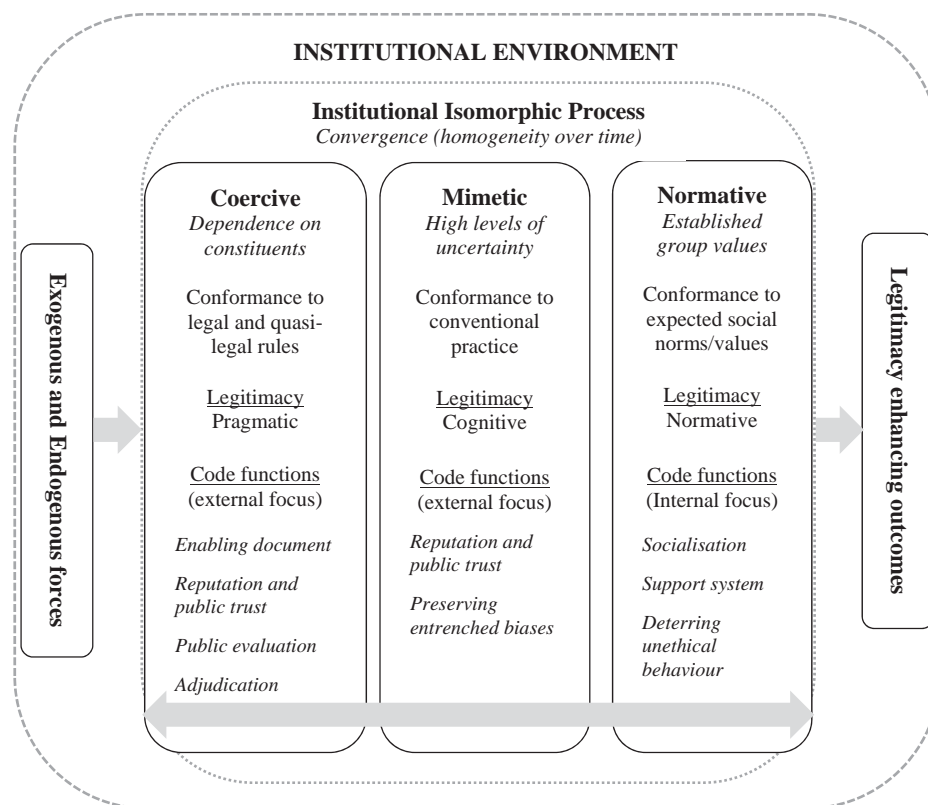 INSTITUTIONAL ENVIRONMENT
Institutional Isomorphic Process
Convergence (homogeneity over time)
Exogenous and Endogenous forces
Coercive
Dependence on
constituents
Conformance to
legal and quasi-
legal rules
Legitimacy
Pragmatic
Code functions
(external focus)
Enabling document
Reputation and
public trust
Public evaluation
Adjudication
Mimetic
High levels of
uncertainty
Conformance to
conventional
practice
Legitimacy
Cognitive
Code functions
(external focus)
Reputation and
public trust
Preserving
entrenched biases
Normative
Established
group values
Conformance to
expected social
norms/values
Legitimacy
Normative
Code functions
(Internal focus)
Socialisation
Support system
Deterring
unethical
behaviour
Legitimacy enhancing outcomes